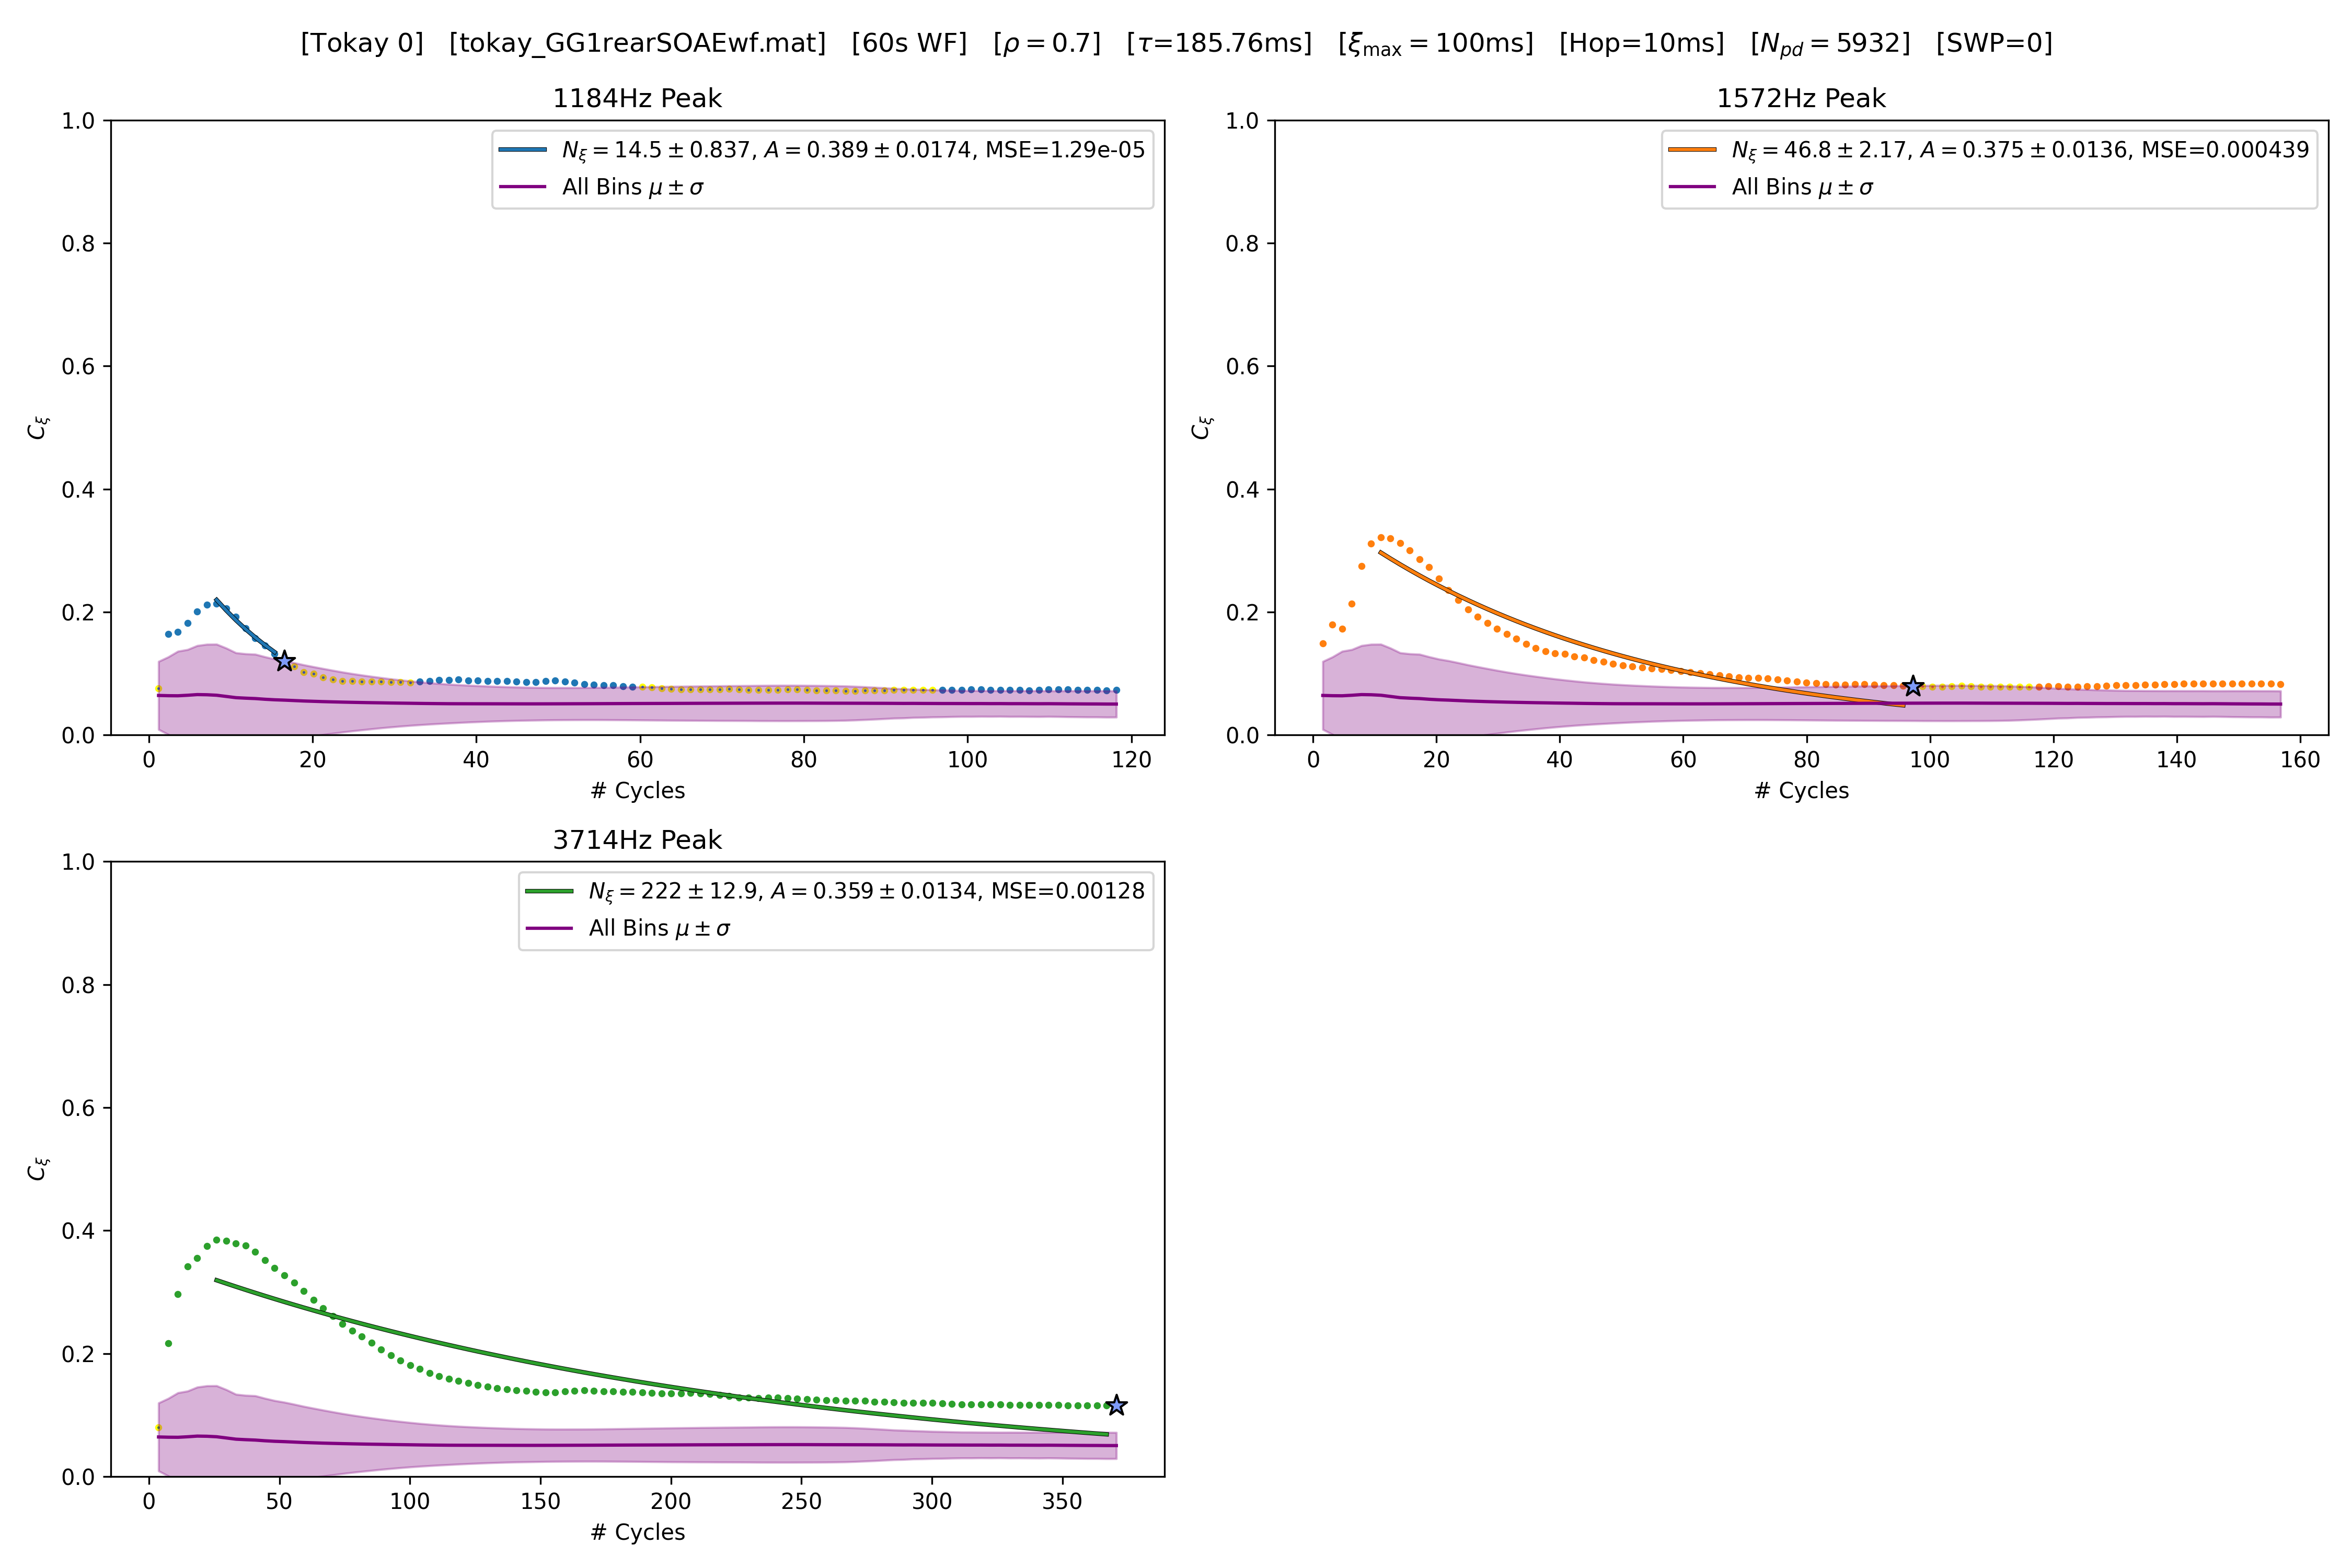 [Tokay 0]   [tokay_GG1rearSOAEwf.mat]   [60s WF]   [ρ = 0.7]   [τ=185.76ms]   [ξmax = 100ms]   [Hop=10ms]   [Npd = 5932]   [SWP=0]
1184Hz Peak
Nξ = 14.5 ± 0.837, A = 0.389 ± 0.0174, MSE=1.29e-05
All Bins μ ± σ
1.0
0.8
0.6
0.4
0.2
0.0
Cξ
0 20 40 60 80 100 120
# Cycles
1572Hz Peak
Nξ = 46.8 ± 2.17, A = 0.375 ± 0.0136, MSE=0.000439
All Bins μ ± σ
1.0
0.8
0.6
0.4
0.2
0.0
Cξ
0 20 40 60 80 100 120 140 160
# Cycles
3714Hz Peak
Nξ = 222 ± 12.9, A = 0.359 ± 0.0134, MSE=0.00128
All Bins μ ± σ
1.0
0.8
0.6
0.4
0.2
0.0
Cξ
0 50 100 150 200 250 300 350
# Cycles